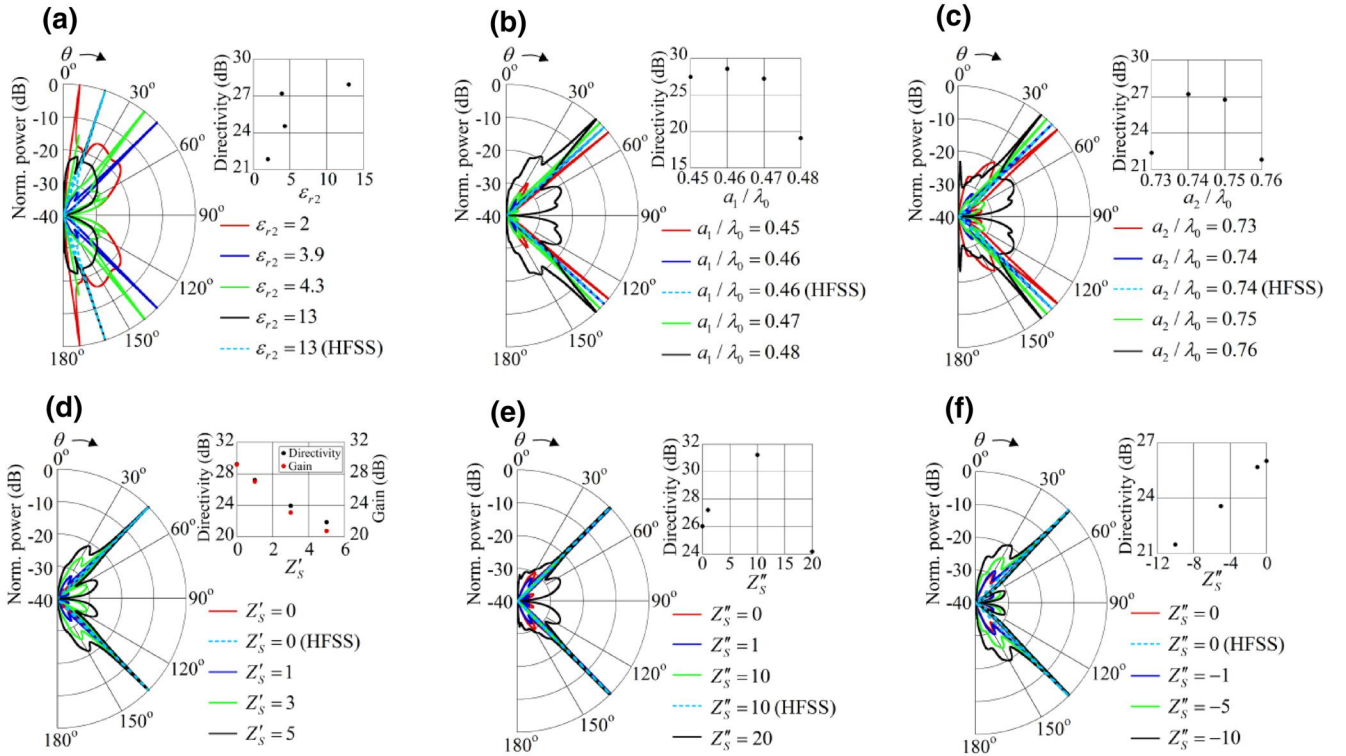 (a)
θ
0°
30°
60°
90°
120°
150°
180°
Norm. power (dB)
0
-10
-20
-30
-40
Directivity (dB)
30
27
24
21
0 5 10 15
εr2
εr2 = 2
εr2 = 3.9
εr2 = 4.3
εr2 = 13
εr2 = 13 (HFSS)
(b)
θ
0°
30°
60°
90°
120°
150°
180°
Norm. power (dB)
0
-10
-20
-30
-40
Directivity (dB)
30
25
20
15
0.45 0.46 0.47 0.48
a1 / λ0
a1 / λ0 = 0.45
a1 / λ0 = 0.46
a1 / λ0 = 0.46 (HFSS)
a1 / λ0 = 0.47
a1 / λ0 = 0.48
(c)
θ
0°
30°
60°
90°
120°
150°
180°
Norm. power (dB)
0
-10
-20
-30
-40
Directivity (dB)
30
27
24
21
0.73 0.74 0.75 0.76
a2 / λ0
a2 / λ0 = 0.73
a2 / λ0 = 0.74
a2 / λ0 = 0.74 (HFSS)
a2 / λ0 = 0.75
a2 / λ0 = 0.76
(d)
θ
0°
30°
60°
90°
120°
150°
180°
Norm. power (dB)
0
-10
-20
-30
-40
Directivity (dB)
32
28
24
20
Directivity
Gain
32
28
24
20
Gain (dB)
0 2 4 6
Z′S
Z′S = 0
Z′S = 0 (HFSS)
Z′S = 1
Z′S = 3
Z′S = 5
(e)
θ
0°
30°
60°
90°
120°
150°
180°
Norm. power (dB)
0
-10
-20
-30
-40
Directivity (dB)
32
30
28
26
24
0 5 10 15 20
Z″S
Z″S = 0
Z″S = 1
Z″S = 10
Z″S = 10 (HFSS)
Z″S = 20
(f)
θ
0°
30°
60°
90°
120°
150°
180°
Norm. power (dB)
0
-10
-20
-30
-40
Directivity (dB)
27
24
21
-12 -8 -4 0
Z″S
Z″S = 0
Z″S = 0 (HFSS)
Z″S = −1
Z″S = −5
Z″S = −10